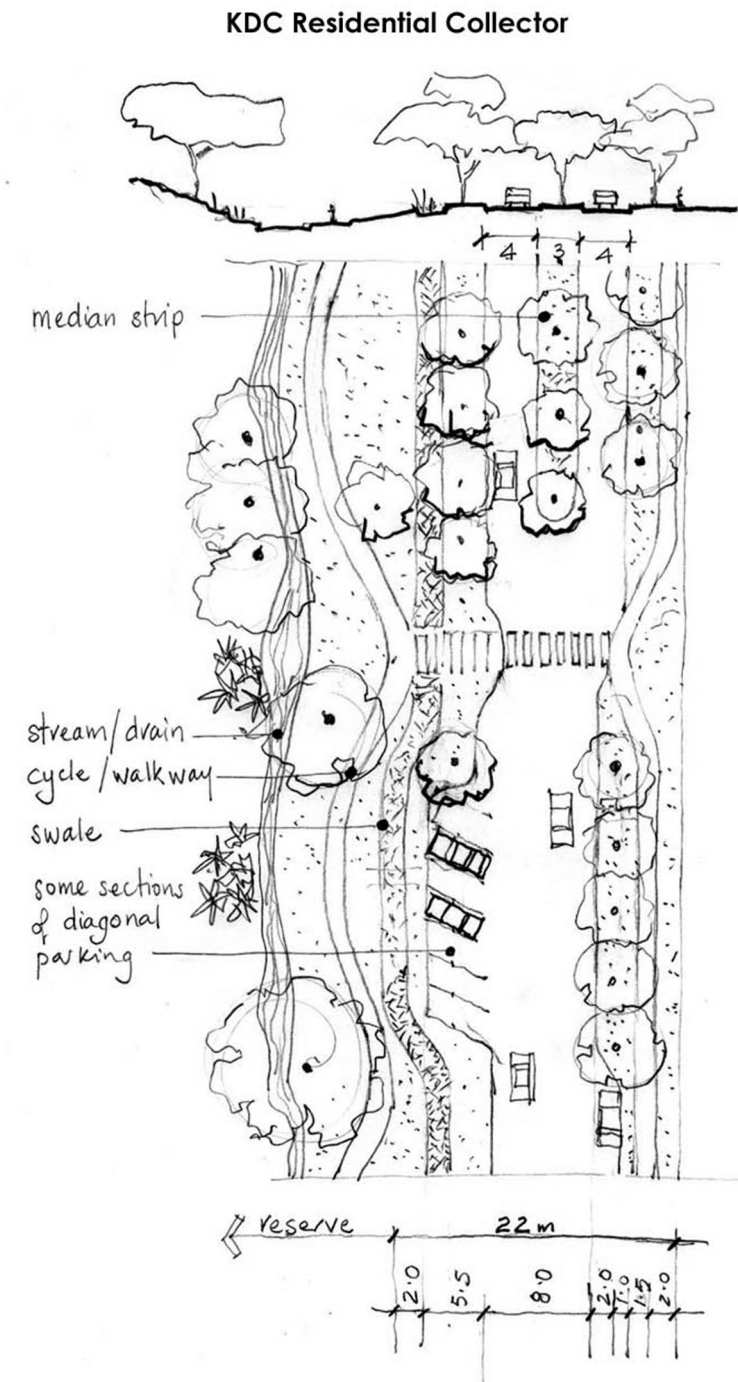 KDC Residential Collector
4 3 4
median strip
stream/drain
cycle/walkway
swale
some sections
of diagonal
parking
reserve
22m
2.0 5.5 8.0 2.0 1.0 1.5 2.0